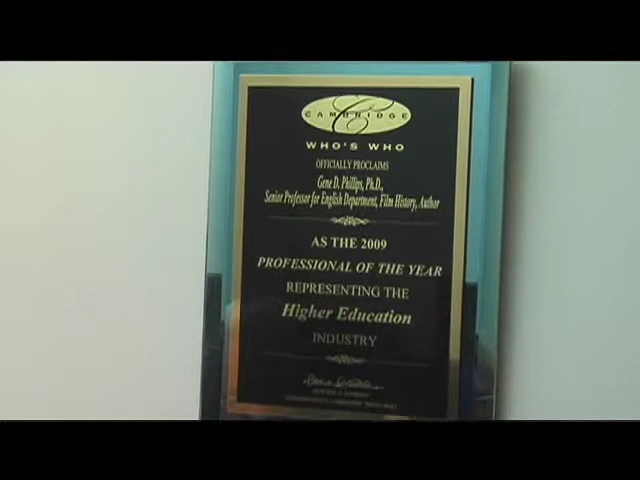 CAMBRIDGE
WHO'S WHO
OFFICIALLY PROCLAIMS
Gene D. Phillips, Ph.D.,
Senior Professor for English Department, Film History, Author
AS THE 2009
PROFESSIONAL OF THE YEAR
REPRESENTING THE
Higher Education
INDUSTRY